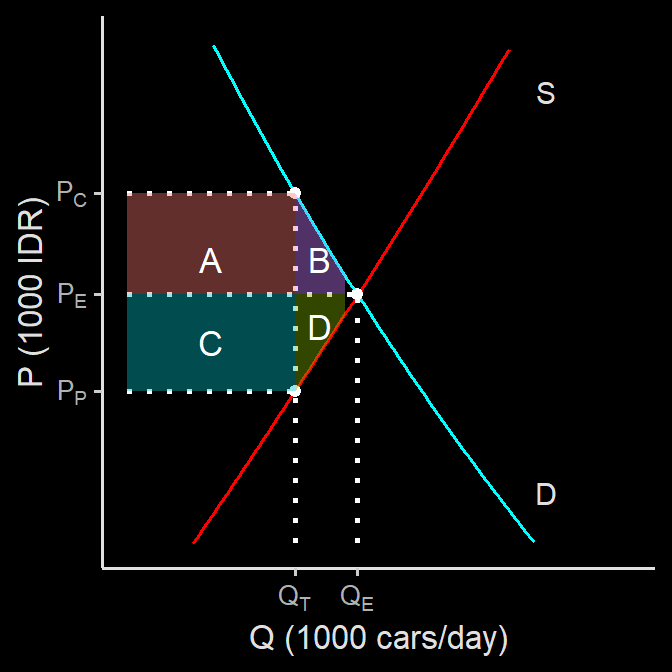 S
P_C
A
B
P_E
P (1000 IDR)
D
C
P_P
D
Q_T
Q_E
Q (1000 cars/day)